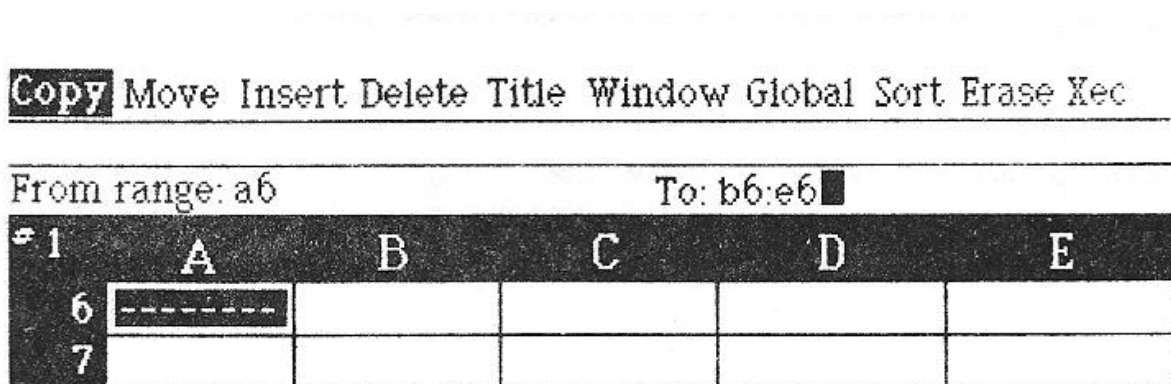 Copy Move Insert Delete Title Window Global Sort Erase Xec
From range: a6 To: b6:e6
#1 A B C D E
6 --------
7